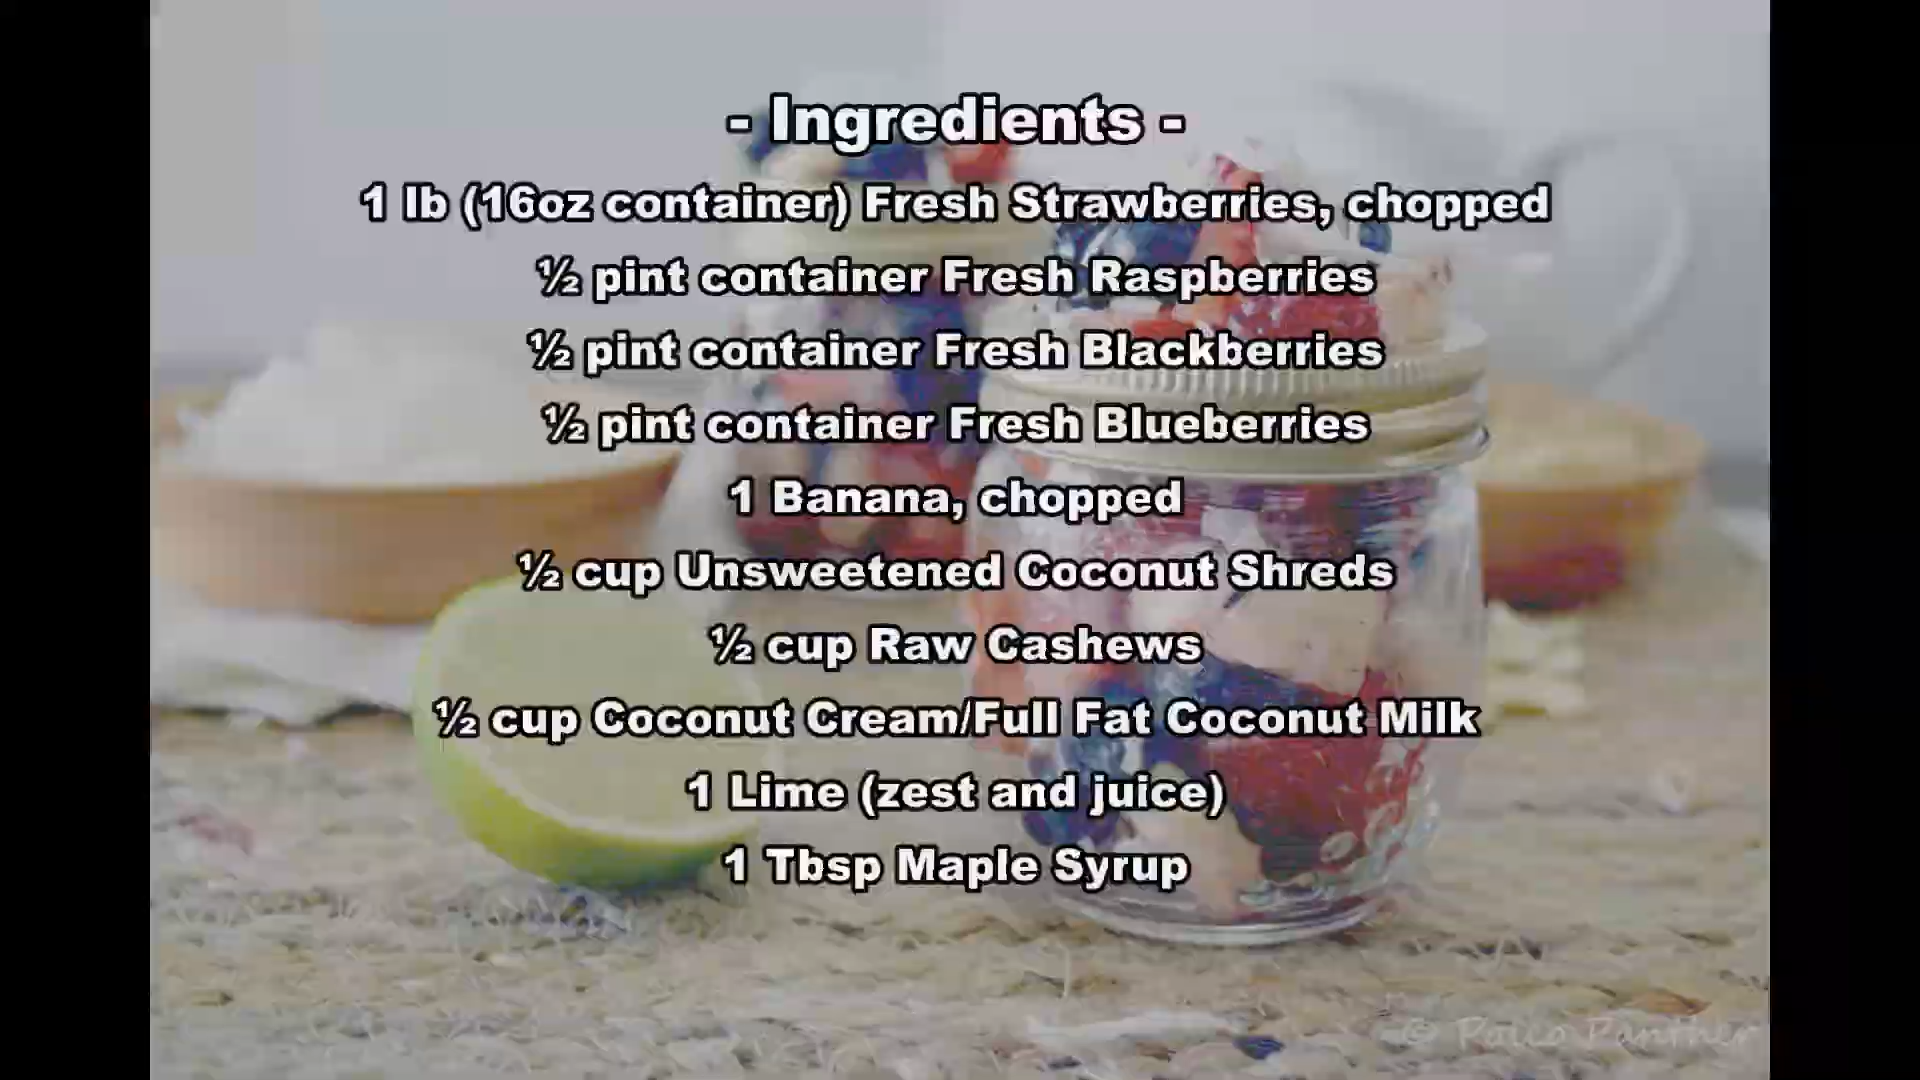 - Ingredients -
1 lb (16oz container) Fresh Strawberries, chopped
½ pint container Fresh Raspberries
½ pint container Fresh Blackberries
½ pint container Fresh Blueberries
1 Banana, chopped
½ cup Unsweetened Coconut Shreds
½ cup Raw Cashews
½ cup Coconut Cream/Full Fat Coconut Milk
1 Lime (zest and juice)
1 Tbsp Maple Syrup
© Paleo Panther